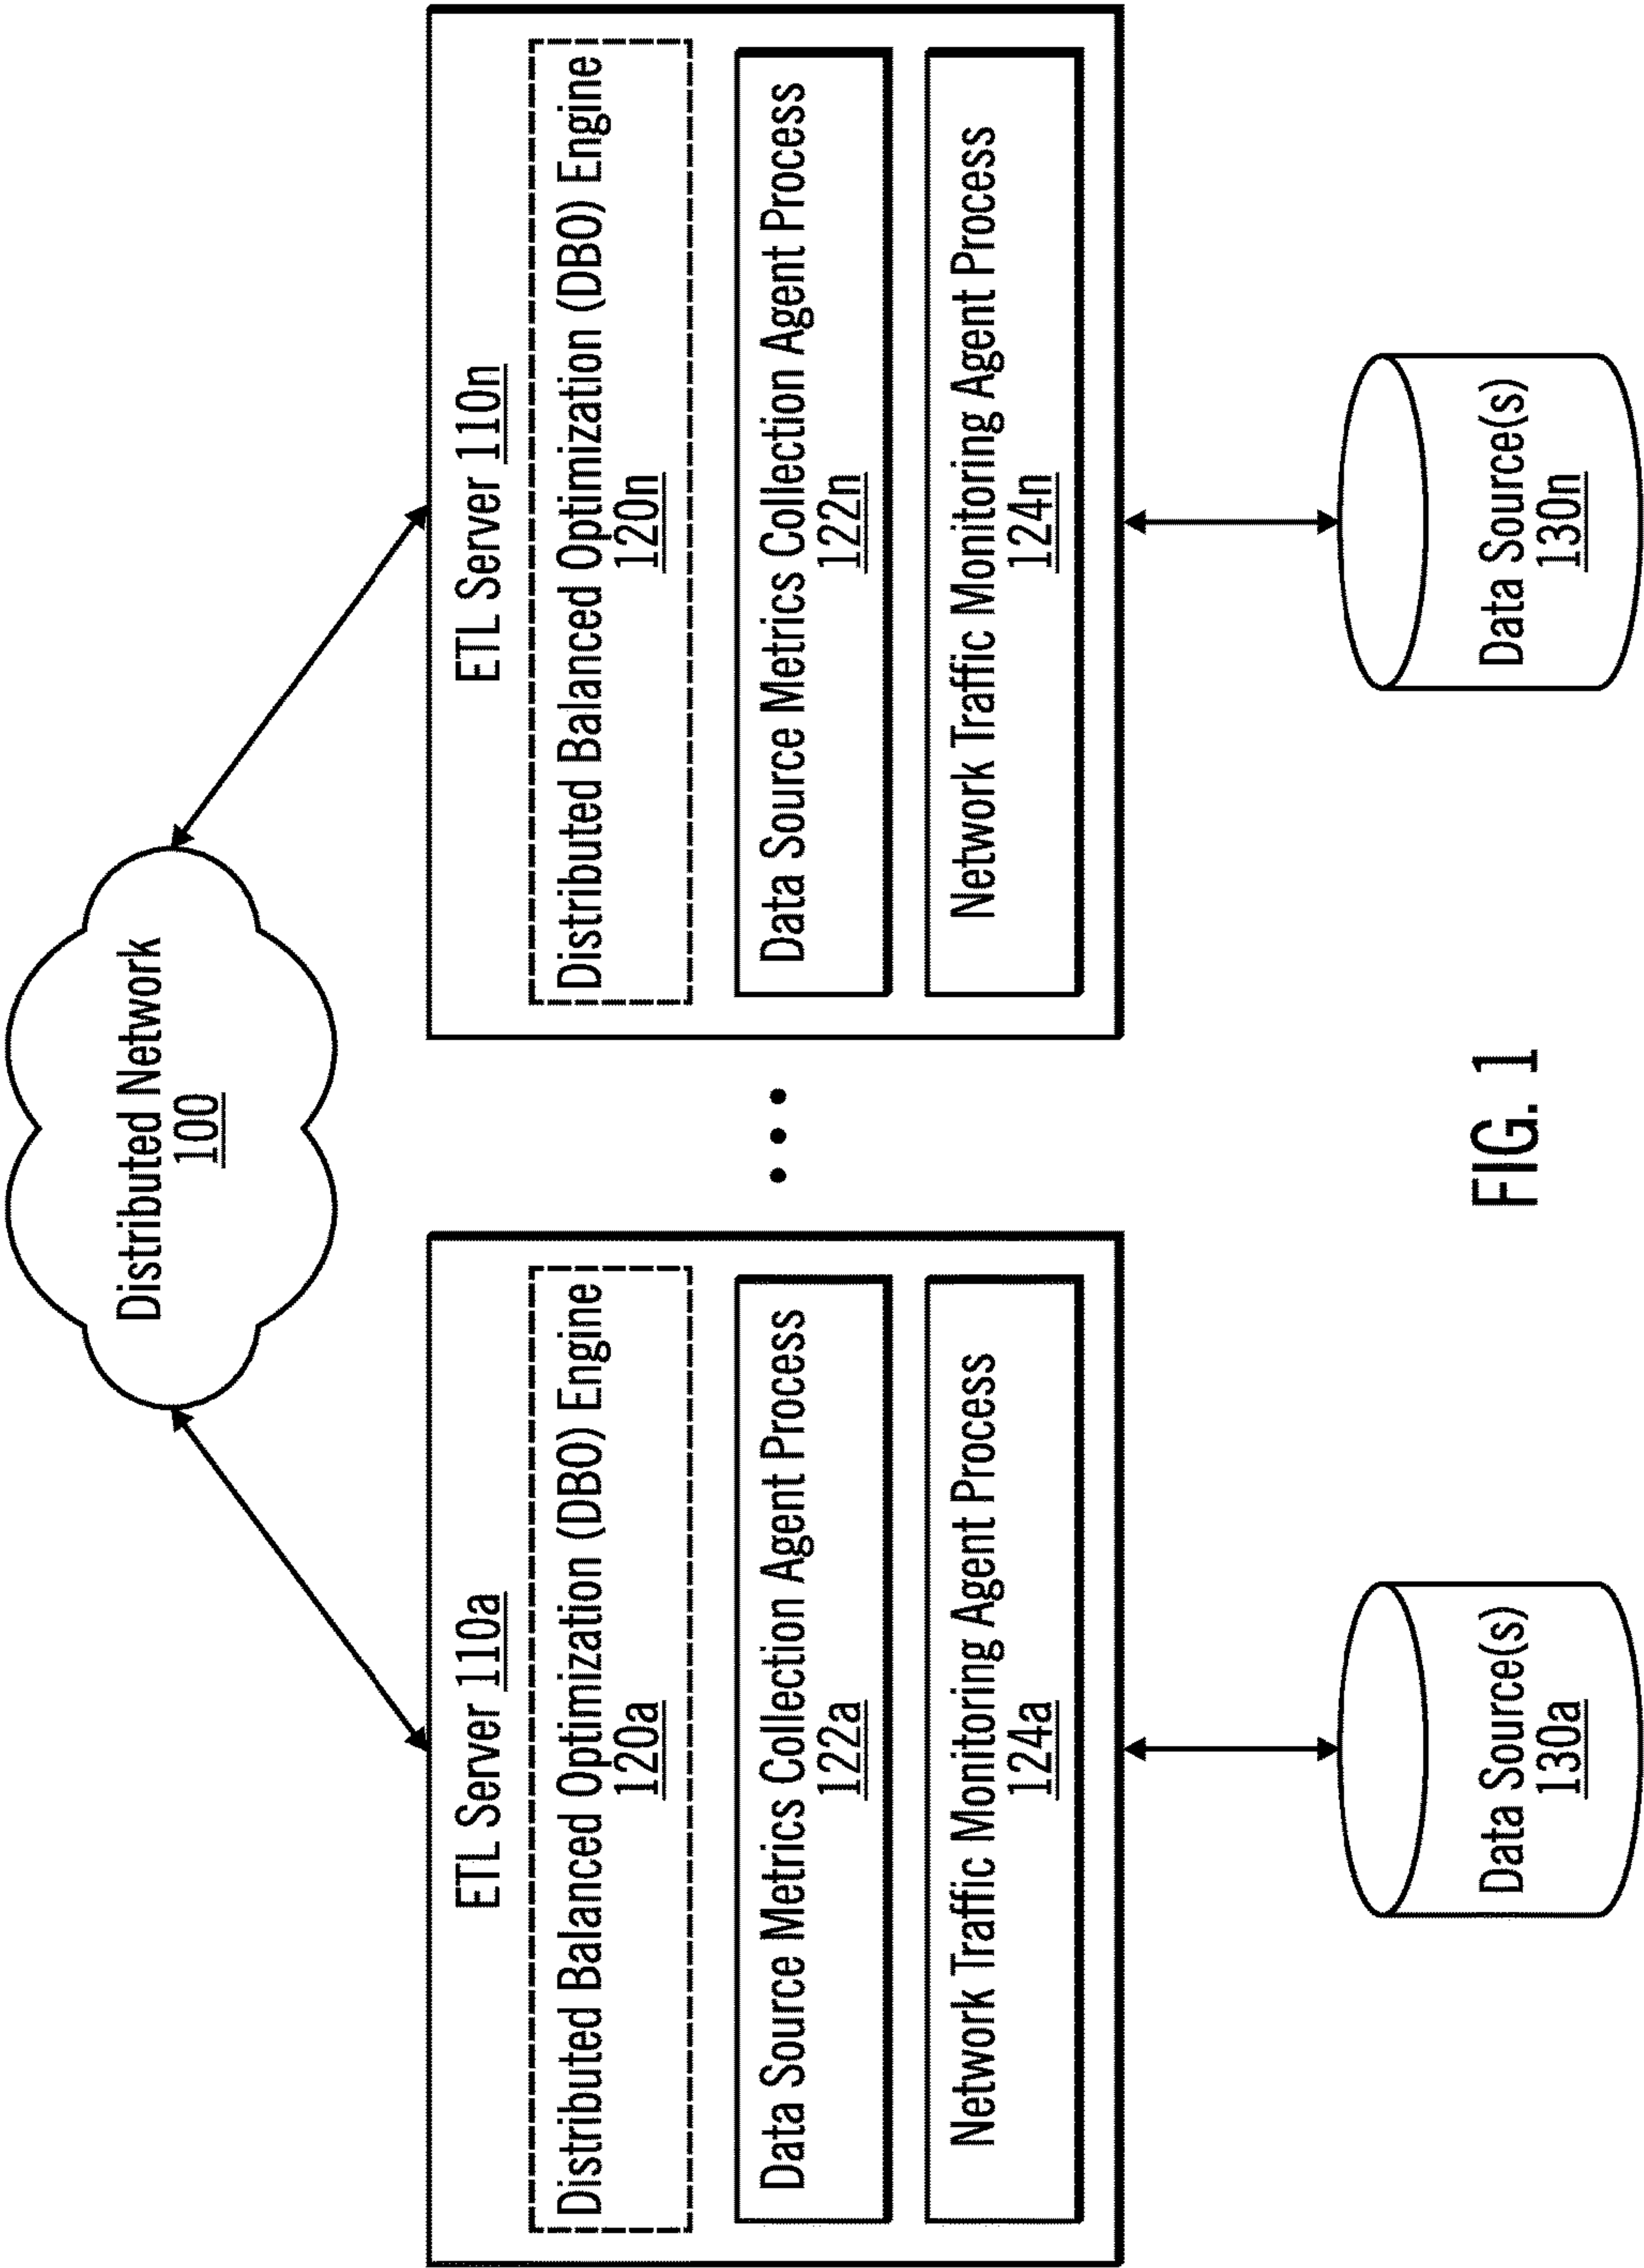 Distributed Network
100
ETL Server 110a
Distributed Balanced Optimization (DBO) Engine
120a
Data Source Metrics Collection Agent Process
122a
Network Traffic Monitoring Agent Process
124a
Data Source(s)
130a
• • •
ETL Server 110n
Distributed Balanced Optimization (DBO) Engine
120n
Data Source Metrics Collection Agent Process
122n
Network Traffic Monitoring Agent Process
124n
Data Source(s)
130n
FIG. 1